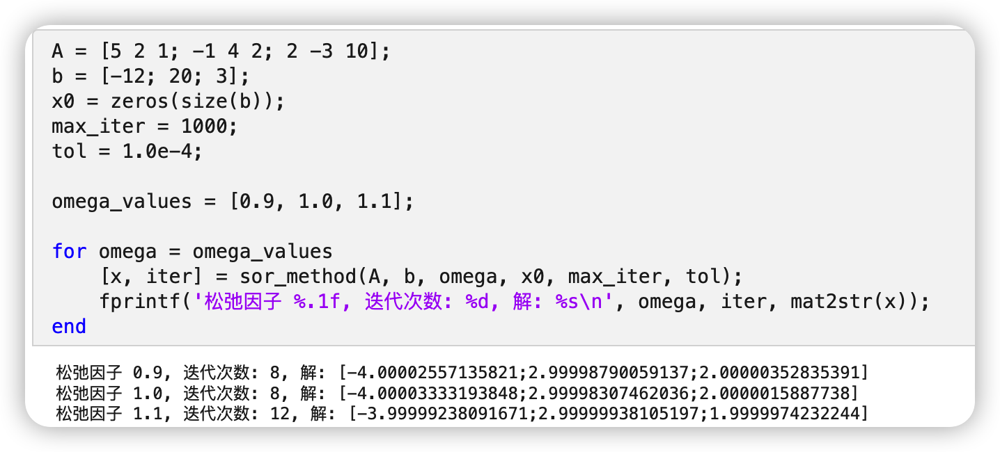 A = [5 2 1; -1 4 2; 2 -3 10];
b = [-12; 20; 3];
x0 = zeros(size(b));
max_iter = 1000;
tol = 1.0e-4;
omega_values = [0.9, 1.0, 1.1];
for omega = omega_values
    [x, iter] = sor_method(A, b, omega, x0, max_iter, tol);
    fprintf('松弛因子 %.1f, 迭代次数: %d, 解: %s\n', omega, iter, mat2str(x));
end
松弛因子 0.9, 迭代次数: 8, 解: [-4.00002557135821;2.99998790059137;2.00000352835391]
松弛因子 1.0, 迭代次数: 8, 解: [-4.00003333193848;2.99998307462036;2.0000015887738]
松弛因子 1.1, 迭代次数: 12, 解: [-3.99999238091671;2.99999938105197;1.9999974232244]